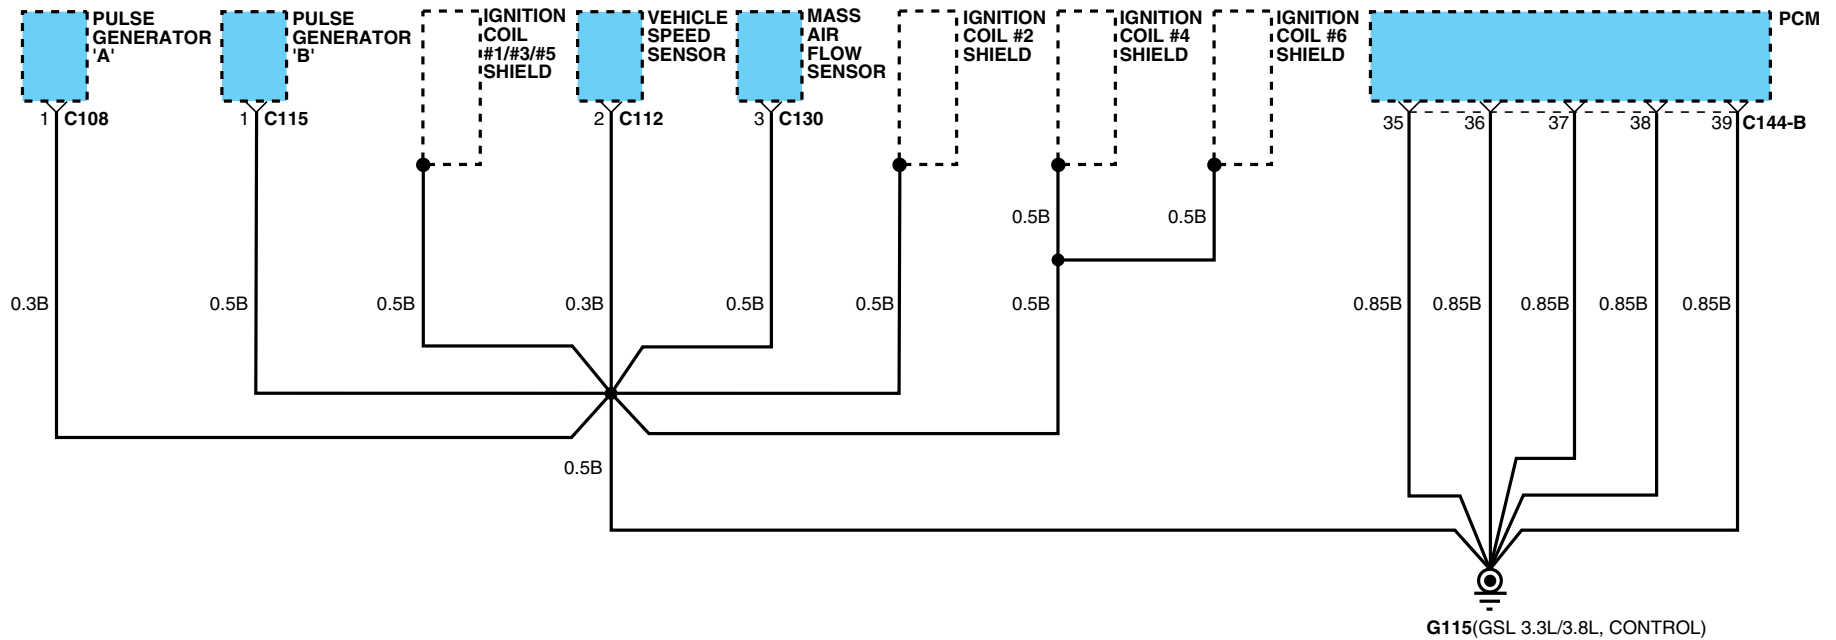 PULSE
GENERATOR
'A'
1 C108
PULSE
GENERATOR
'B'
1 C115
IGNITION
COIL
#1/#3/#5
SHIELD
VEHICLE
SPEED
SENSOR
2 C112
MASS
AIR
FLOW
SENSOR
3 C130
IGNITION
COIL #2
SHIELD
IGNITION
COIL #4
SHIELD
IGNITION
COIL #6
SHIELD
PCM
35 36 37 38 39 C144-B
0.5B 0.5B
0.3B 0.5B 0.5B 0.3B 0.5B 0.5B 0.5B 0.85B 0.85B 0.85B 0.85B 0.85B
0.5B
G115(GSL 3.3L/3.8L, CONTROL)